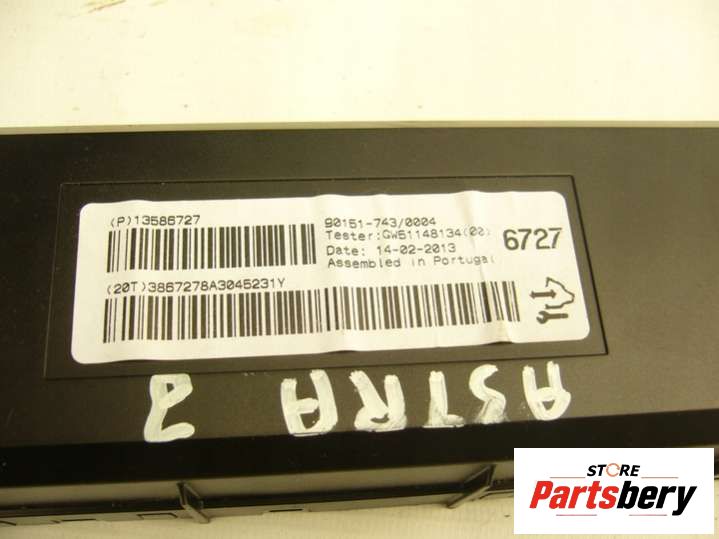 (P)13586727
90151-743/0004
Tester:GW51148134(00)
Date: 14-02-2013
Assembled in Portugal
6727
(20T)3867278A3045231Y
ASTRA
STORE
Partsbery